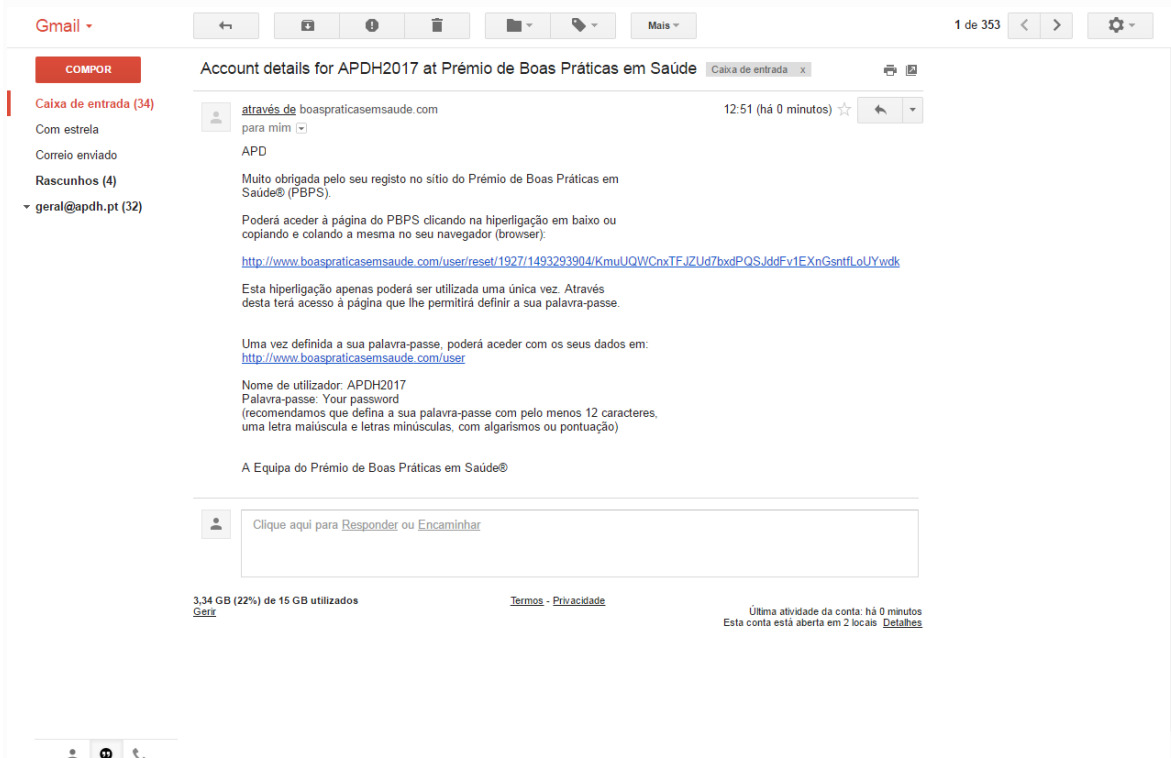 Gmail
Mais
1 de 353
COMPOR
Account details for APDH2017 at Prémio de Boas Práticas em Saúde Caixa de entrada x
Caixa de entrada (34)
Com estrela
Correio enviado
Rascunhos (4)
geral@apdh.pt (32)
através de boaspraticasemsaude.com
12:51 (há 0 minutos)
para mim
APD
Muito obrigada pelo seu registo no sítio do Prémio de Boas Práticas em
Saúde® (PBPS).
Poderá aceder à página do PBPS clicando na hiperligação em baixo ou
copiando e colando a mesma no seu navegador (browser):
http://www.boaspraticasemsaude.com/user/reset/1927/1493293904/KmuUQWCnxTFJZUd7bxdPQSJddFv1EXnGsntfLoUYwdk
Esta hiperligação apenas poderá ser utilizada uma única vez. Através
desta terá acesso à página que lhe permitirá definir a sua palavra-passe.
Uma vez definida a sua palavra-passe, poderá aceder com os seus dados em:
http://www.boaspraticasemsaude.com/user
Nome de utilizador: APDH2017
Palavra-passe: Your password
(recomendamos que defina a sua palavra-passe com pelo menos 12 caracteres,
uma letra maiúscula e letras minúsculas, com algarismos ou pontuação)
A Equipa do Prémio de Boas Práticas em Saúde®
Clique aqui para Responder ou Encaminhar
3,34 GB (22%) de 15 GB utilizados
Gerir
Termos - Privacidade
Última atividade da conta: há 0 minutos
Esta conta está aberta em 2 locais Detalhes